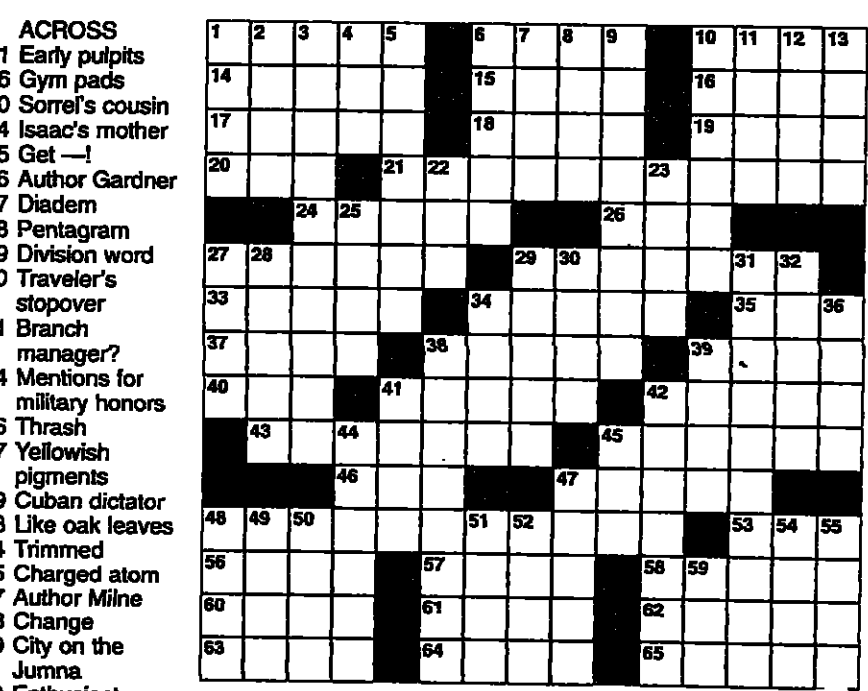 ACROSS
1 Early pulpits
6 Gym pads
0 Sorrel's cousin
4 Isaac's mother
5 Get —!
6 Author Gardner
7 Diadem
8 Pentagram
9 Division word
0 Traveler's
stopover
1 Branch
manager?
4 Mentions for
military honors
6 Thrash
7 Yellowish
pigments
9 Cuban dictator
3 Like oak leaves
4 Trimmed
5 Charged atom
7 Author Milne
8 Change
9 City on the
Jumna
1 2 3 4 5 6 7 8 9 10 11 12 13
14 15 16
17 18 19
20 21 22 23
24 25 26
27 28 29 30 31 32
33 34 35 36
37 38 39
40 41 42
43 44 45
46 47
48 49 50 51 52 53 54 55
56 57 58 59
60 61 62
63 64 65